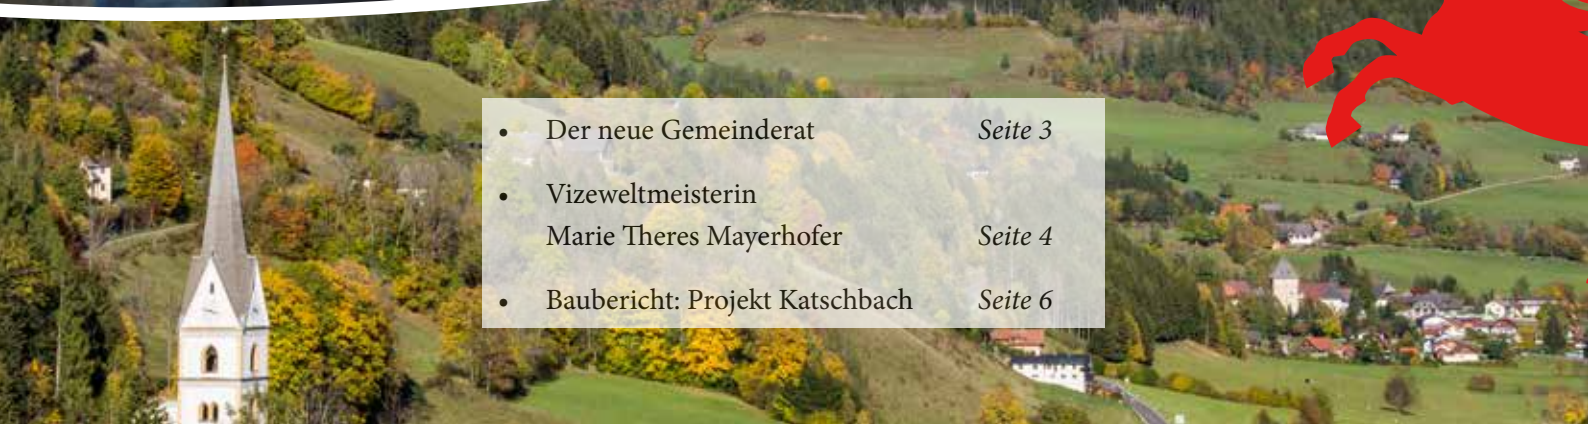 • Der neue Gemeinderat Seite 3
• Vizeweltmeisterin
Marie Theres Mayerhofer Seite 4
• Baubericht: Projekt Katschbach Seite 6